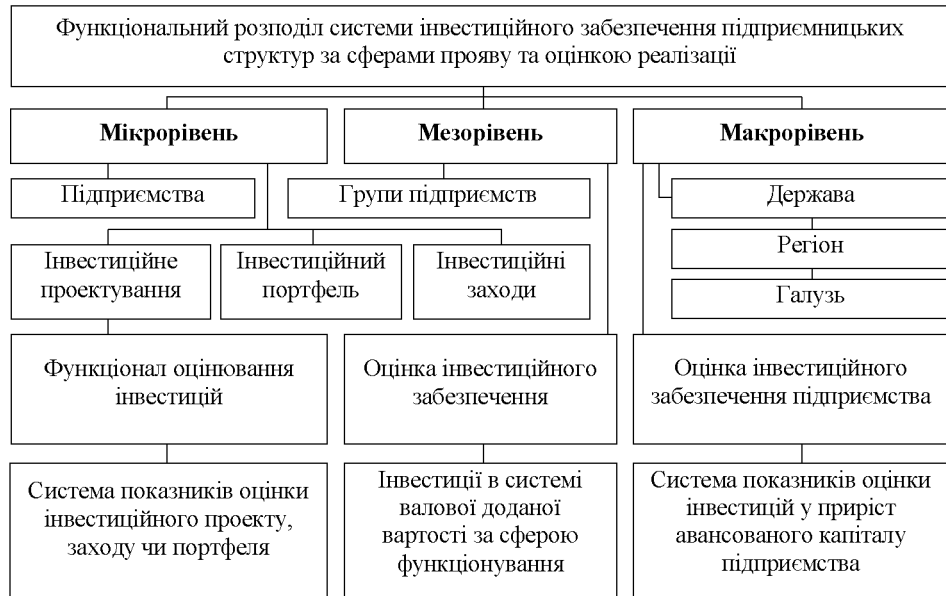 Функціональний розподіл системи інвестиційного забезпечення підприємницьких
структур за сферами прояву та оцінкою реалізації
Мікрорівень
Мезорівень
Макрорівень
Підприємства
Групи підприємств
Держава
Регіон
Галузь
Інвестиційне
проектування
Інвестиційний
портфель
Інвестиційні
заходи
Функціонал оцінювання
інвестицій
Оцінка інвестиційного
забезпечення
Оцінка інвестиційного
забезпечення підприємства
Система показників оцінки
інвестиційного проекту,
заходу чи портфеля
Інвестиції в системі
валової доданої
вартості за сферою
функціонування
Система показників оцінки
інвестицій у приріст
авансованого капіталу
підприємства